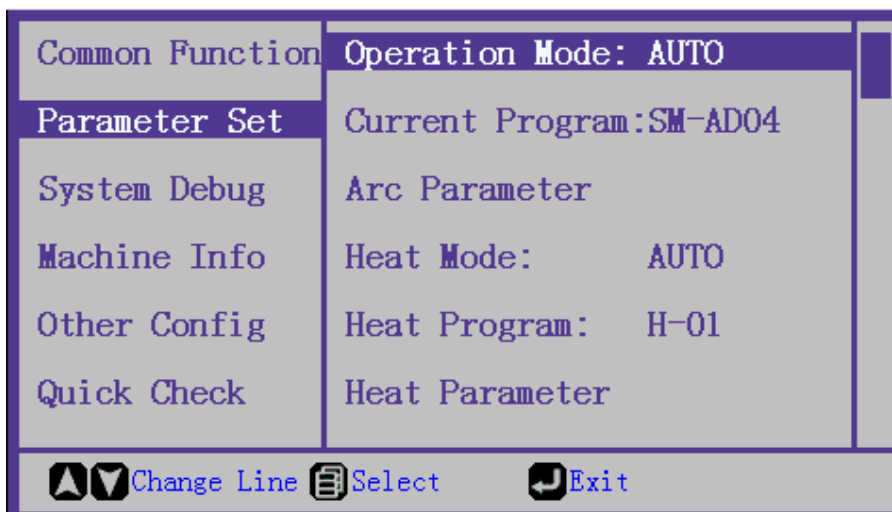 Common Function
Parameter Set
System Debug
Machine Info
Other Config
Quick Check
Operation Mode: AUTO
Current Program:SM-AD04
Arc Parameter
Heat Mode: AUTO
Heat Program: H-01
Heat Parameter
Change Line Select Exit